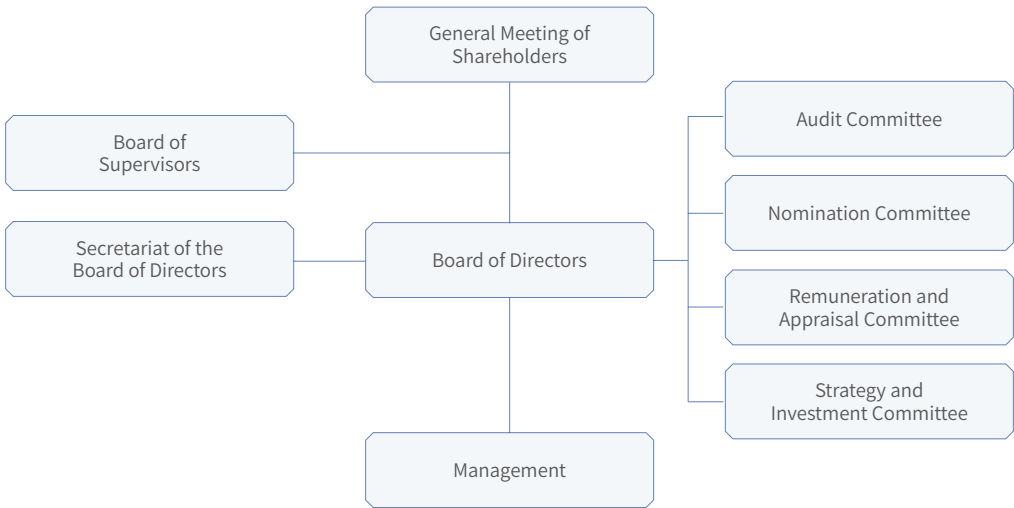 General Meeting of
Shareholders
Board of
Supervisors
Secretariat of the
Board of Directors
Board of Directors
Audit Committee
Nomination Committee
Remuneration and
Appraisal Committee
Strategy and
Investment Committee
Management